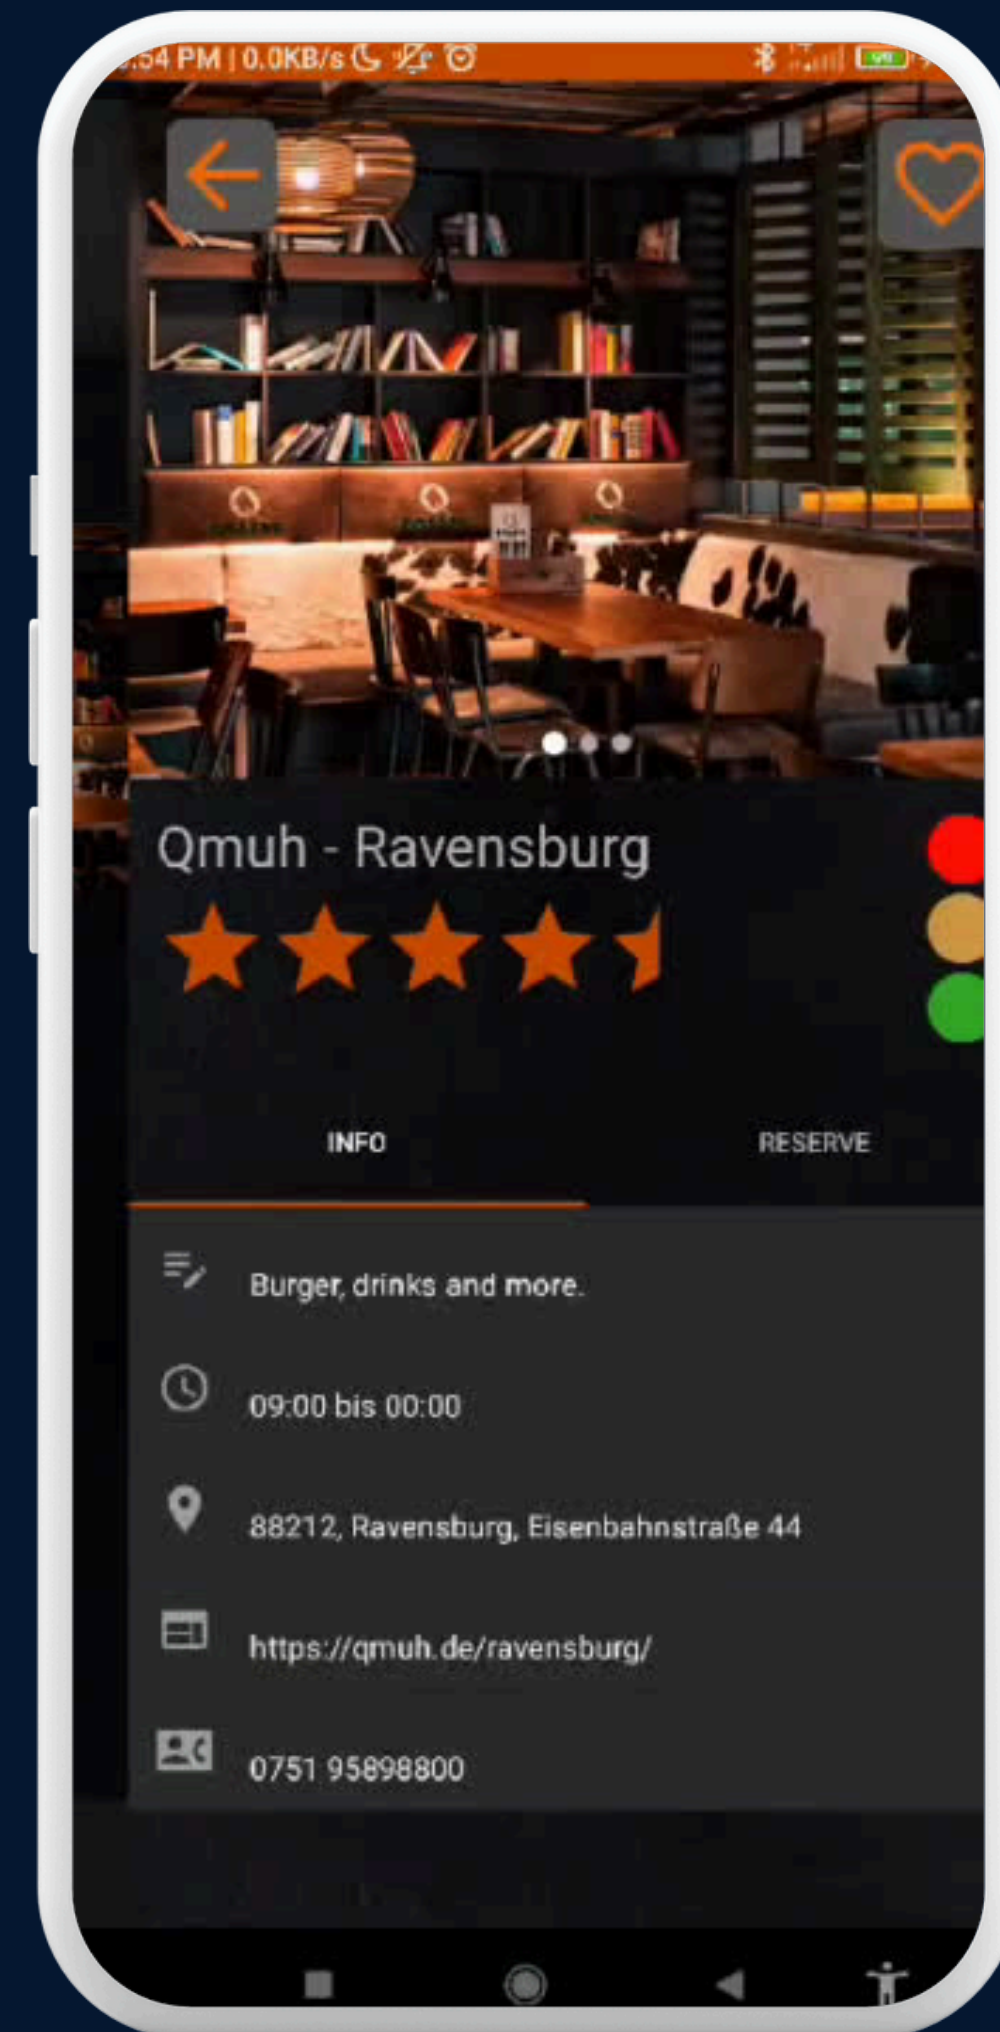 :54 PM | 0.0KB/s
Qmuh - Ravensburg
INFO
RESERVE
Burger, drinks and more.
09:00 bis 00:00
88212, Ravensburg, Eisenbahnstraße 44
https://qmuh.de/ravensburg/
0751 95898800